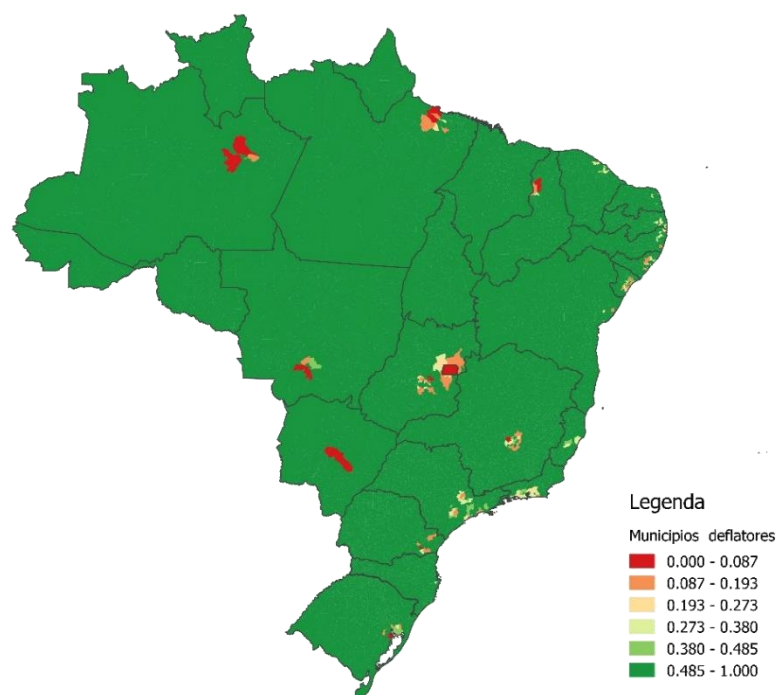 Legenda
Municipios deflatores
0.000 - 0.087
0.087 - 0.193
0.193 - 0.273
0.273 - 0.380
0.380 - 0.485
0.485 - 1.000